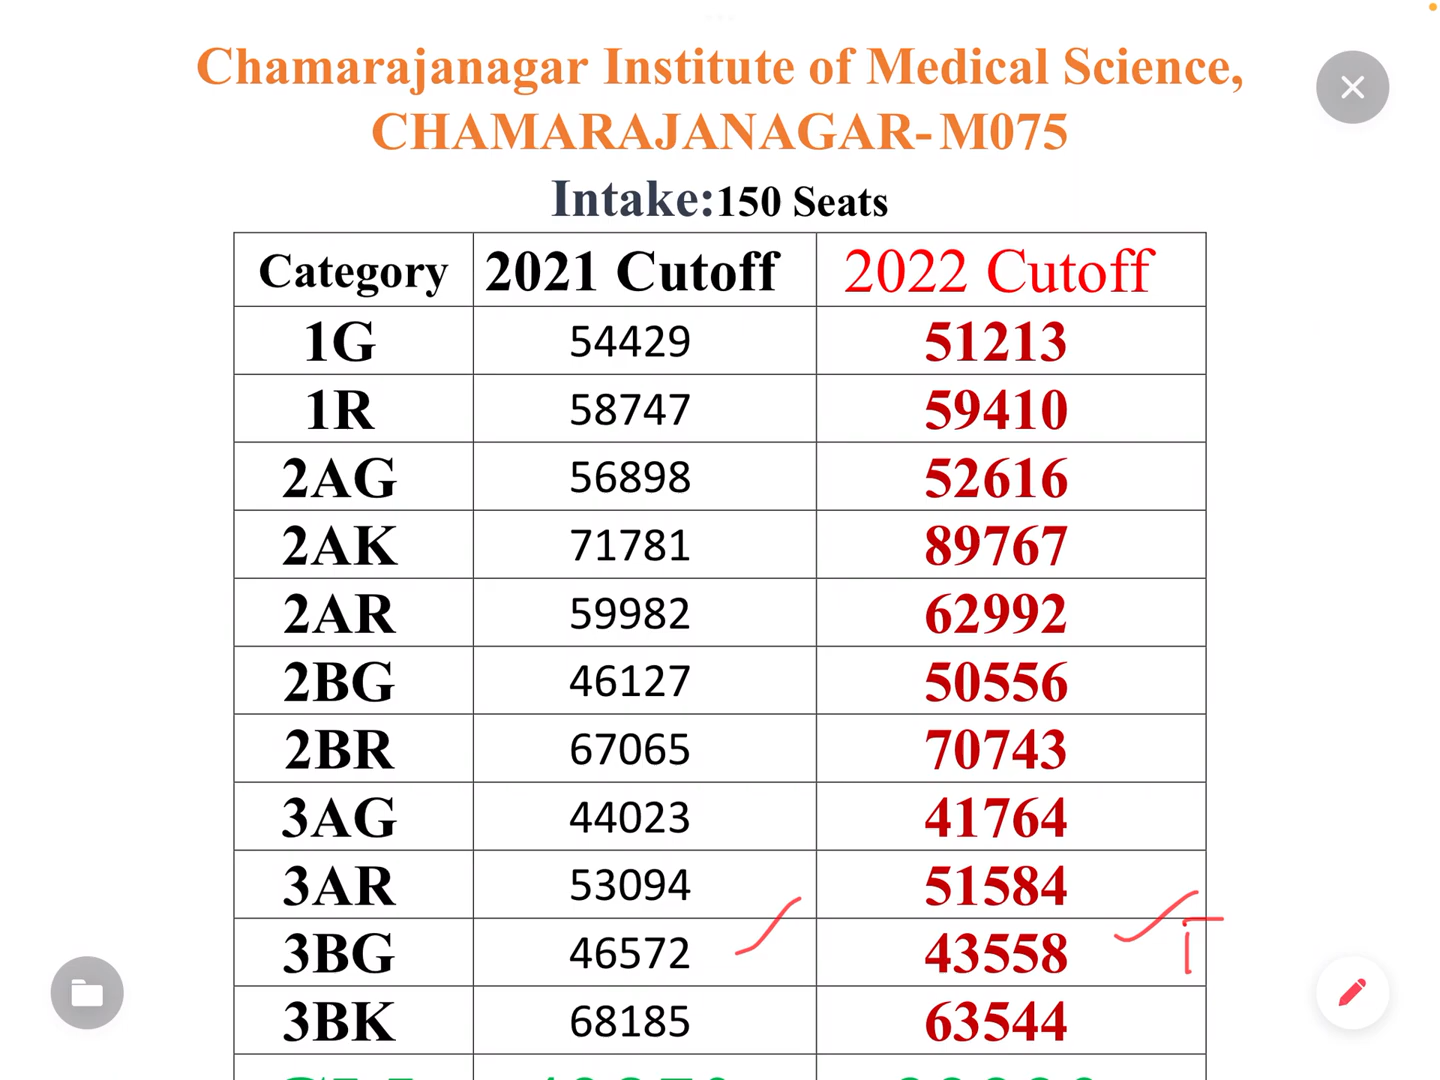 Chamarajanagar Institute of Medical Science,
CHAMARAJANAGAR-M075
Intake:150 Seats
Category 2021 Cutoff 2022 Cutoff
1G 54429 51213
1R 58747 59410
2AG 56898 52616
2AK 71781 89767
2AR 59982 62992
2BG 46127 50556
2BR 67065 70743
3AG 44023 41764
3AR 53094 51584
3BG 46572 43558
3BK 68185 63544